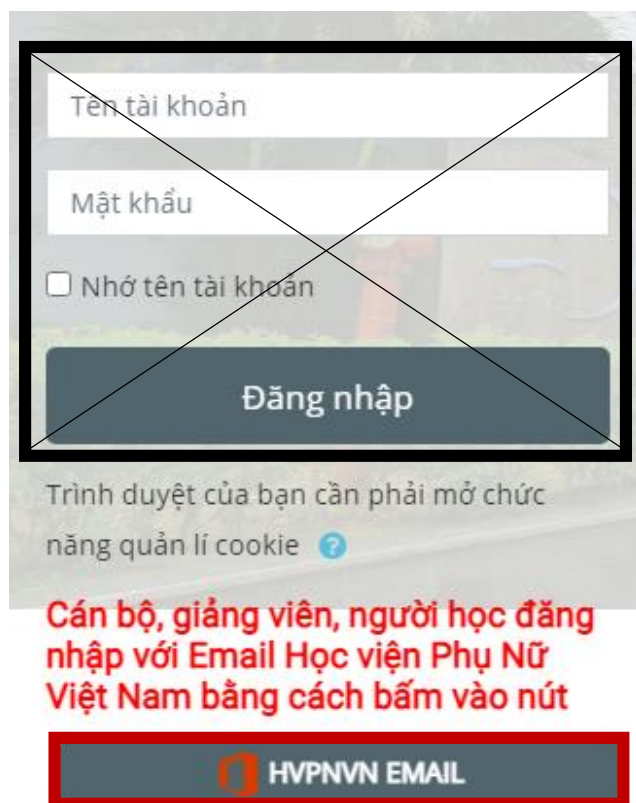 Tên tài khoản
Mật khẩu
Nhớ tên tài khoản
Đăng nhập
Trình duyệt của bạn cần phải mở chức
năng quản lí cookie
Cán bộ, giảng viên, người học đăng
nhập với Email Học viện Phụ Nữ
Việt Nam bằng cách bấm vào nút
HVPNVN EMAIL